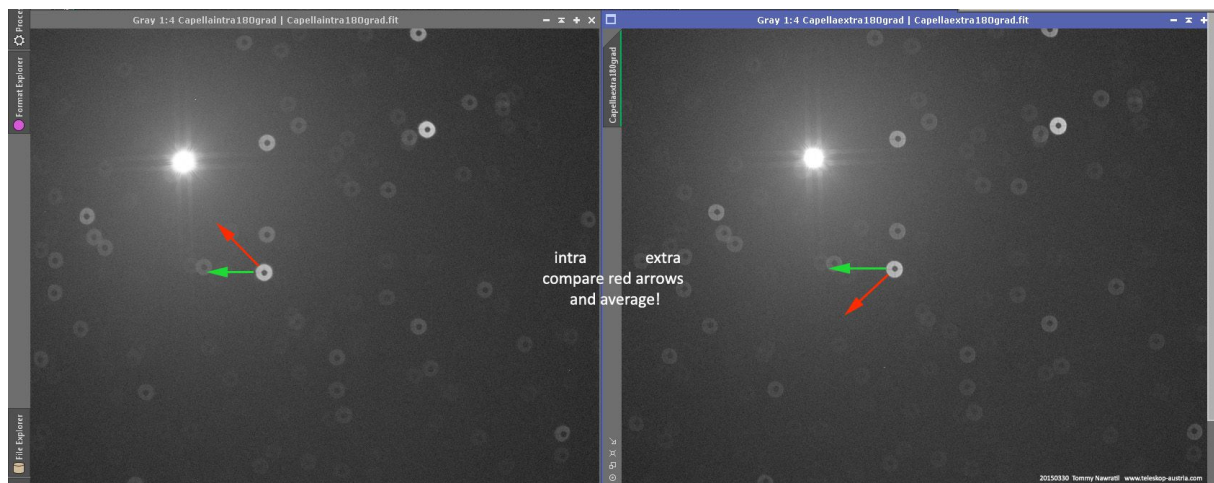 Gray 1:4 Capellaintra180grad | Capellaintra180grad.fit
Gray 1:4 Capellaextra180grad | Capellaextra180grad.fit
Format Explorer
File Explorer
Capellaextra180grad
intra extra
compare red arrows
and average!
20150330 Tommy Nawratil www.teleskop-austria.com